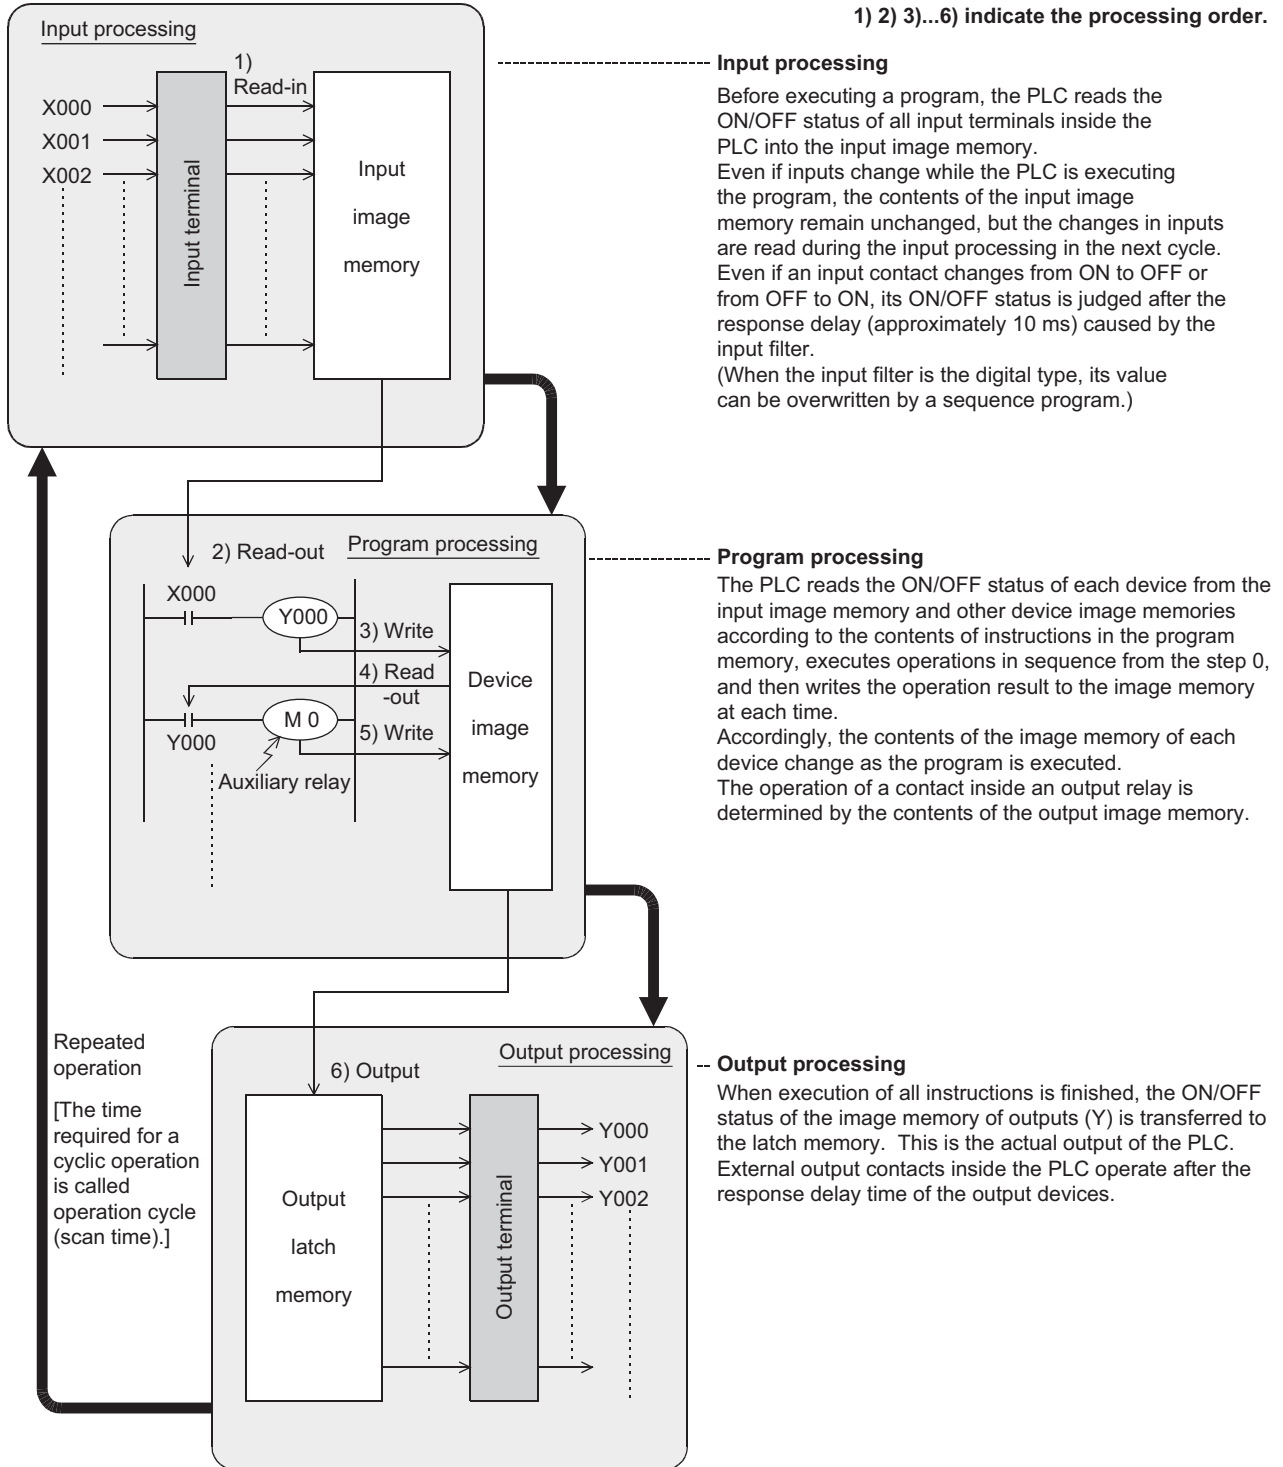 1) 2) 3)...6) indicate the processing order.
Input processing
1)
Read-in
X000
X001
X002
Input terminal
Input
image
memory
Input processing
Before executing a program, the PLC reads the
ON/OFF status of all input terminals inside the
PLC into the input image memory.
Even if inputs change while the PLC is executing
the program, the contents of the input image
memory remain unchanged, but the changes in inputs
are read during the input processing in the next cycle.
Even if an input contact changes from ON to OFF or
from OFF to ON, its ON/OFF status is judged after the
response delay (approximately 10 ms) caused by the
input filter.
(When the input filter is the digital type, its value
can be overwritten by a sequence program.)
2) Read-out
Program processing
X000
Y000
3) Write
4) Read
-out
Y000
M 0
5) Write
Auxiliary relay
Device
image
memory
Program processing
The PLC reads the ON/OFF status of each device from the
input image memory and other device image memories
according to the contents of instructions in the program
memory, executes operations in sequence from the step 0,
and then writes the operation result to the image memory
at each time.
Accordingly, the contents of the image memory of each
device change as the program is executed.
The operation of a contact inside an output relay is
determined by the contents of the output image memory.
Repeated
operation
[The time
required for a
cyclic operation
is called
operation cycle
(scan time).]
Output processing
6) Output
Output
latch
memory
Output terminal
Y000
Y001
Y002
Output processing
When execution of all instructions is finished, the ON/OFF
status of the image memory of outputs (Y) is transferred to
the latch memory.  This is the actual output of the PLC.
External output contacts inside the PLC operate after the
response delay time of the output devices.